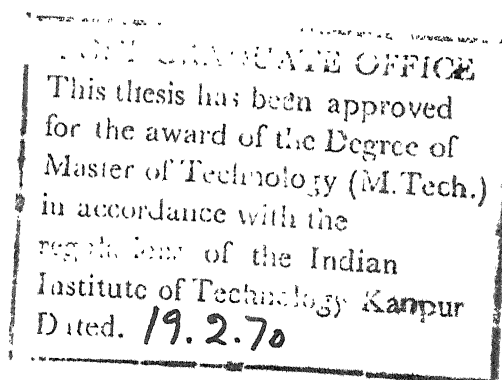 POST GRADUATE OFFICE
This thesis has been approved
for the award of the Degree of
Master of Technology (M.Tech.)
in accordance with the
regulations of the Indian
Institute of Technology Kanpur
Dated. 19.2.70